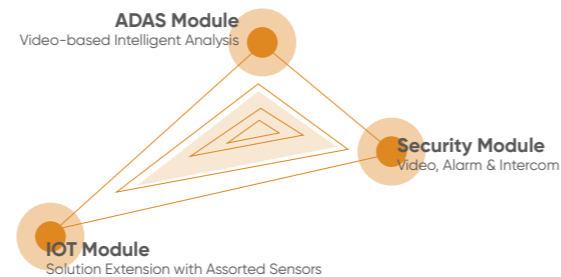 ADAS Module
Video-based Intelligent Analysis
Security Module
Video, Alarm & Intercom
IOT Module
Solution Extension with Assorted Sensors